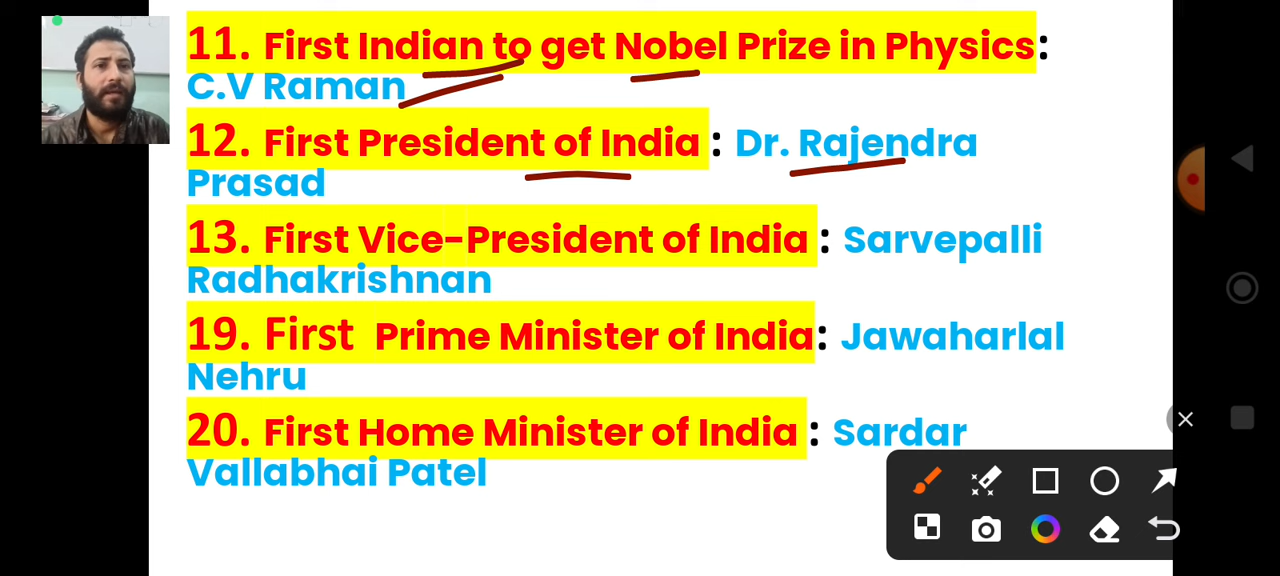 11. First Indian to get Nobel Prize in Physics:
C.V Raman
12. First President of India : Dr. Rajendra
Prasad
13. First Vice-President of India : Sarvepalli
Radhakrishnan
19. First Prime Minister of India: Jawaharlal
Nehru
20. First Home Minister of India : Sardar
Vallabhai Patel